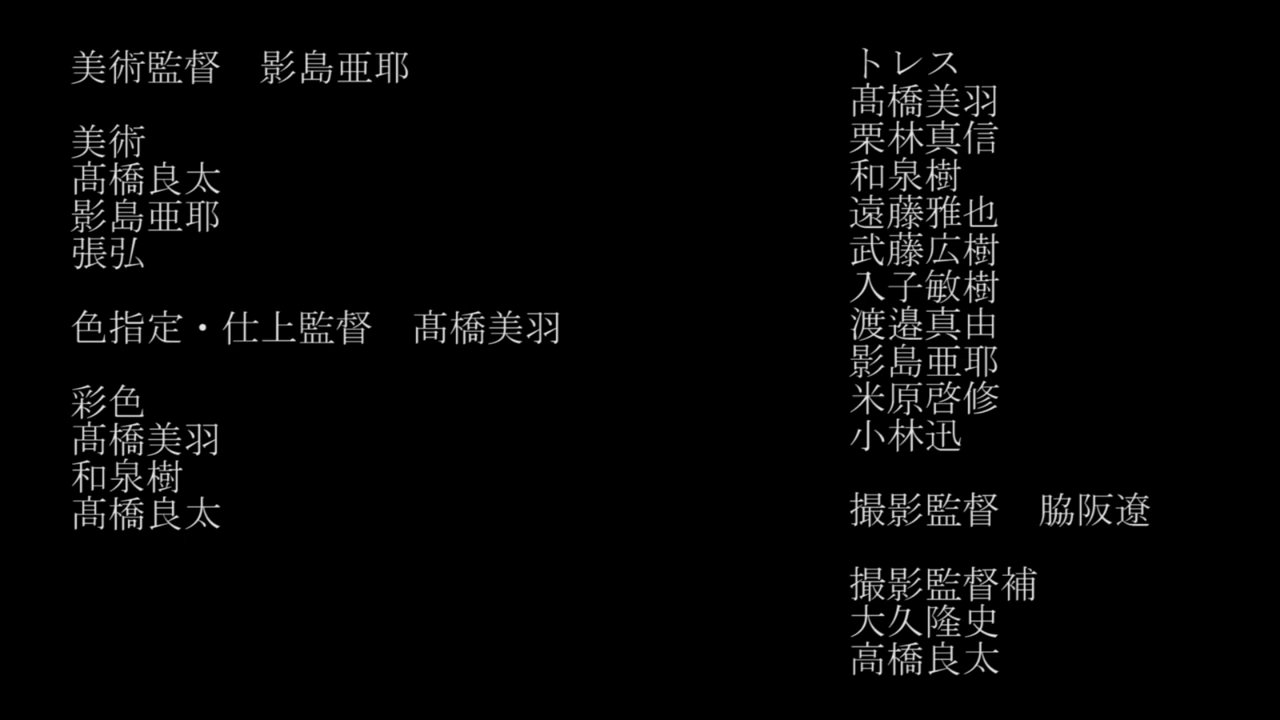 美術監督　影島亜耶
美術
髙橋良太
影島亜耶
張弘
色指定・仕上監督　髙橋美羽
彩色
髙橋美羽
和泉樹
髙橋良太
トレス
髙橋美羽
栗林真信
和泉樹
遠藤雅也
武藤広樹
入子敏樹
渡邉真由
影島亜耶
米原啓修
小林迅
撮影監督　脇阪遼
撮影監督補
大久隆史
高橋良太